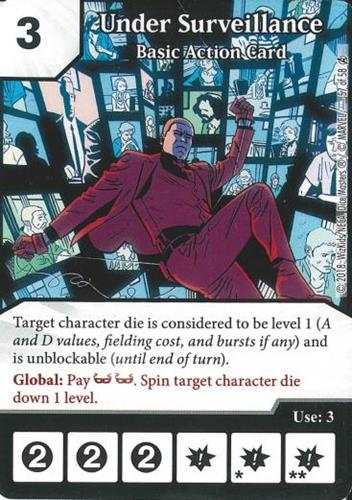 3
Under Surveillance
Basic Action Card
Target character die is considered to be level 1 (A
and D values, fielding cost, and bursts if any) and
is unblockable (until end of turn).
Global: Pay . Spin target character die
down 1 level.
Use: 3
2 2 2 ! ! !
* **